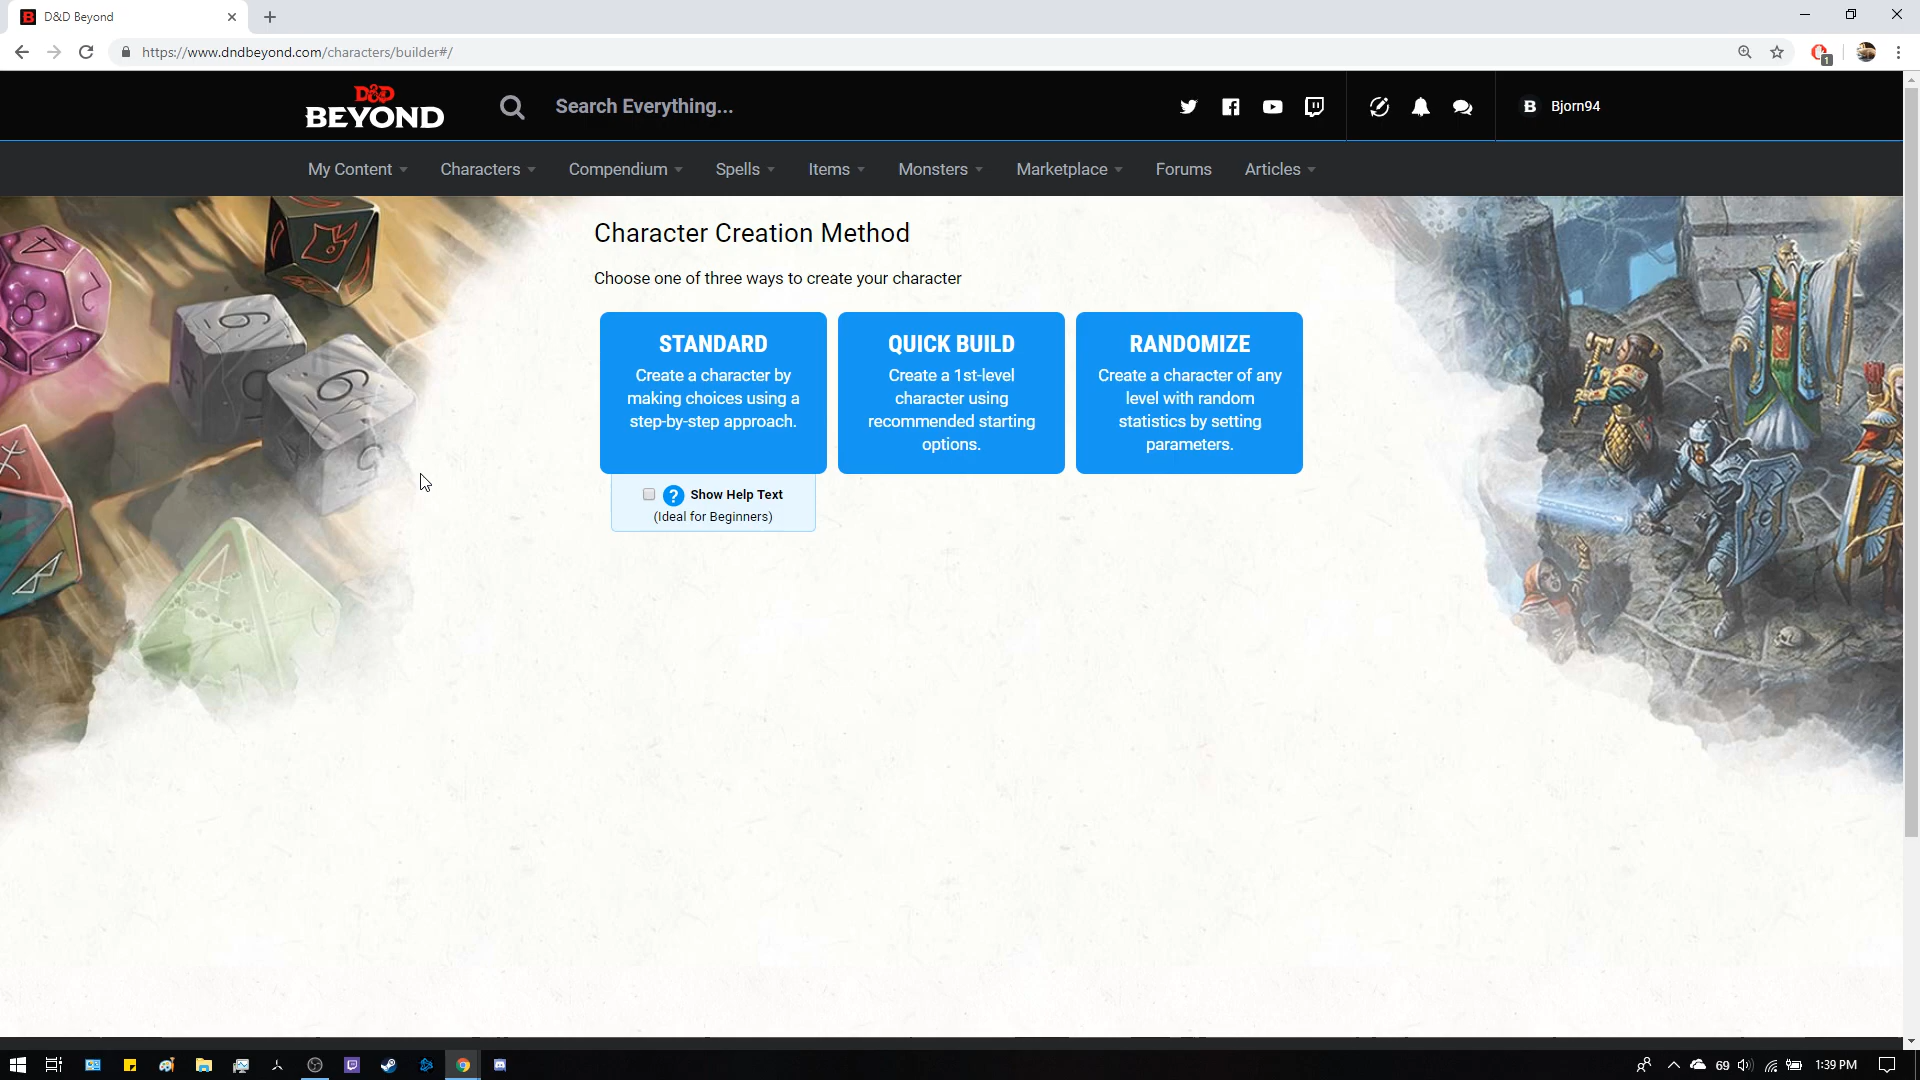 D&D Beyond
https://www.dndbeyond.com/characters/builder#/
1
D&D
BEYOND
Search Everything...
B Bjorn94
My Content
Characters
Compendium
Spells
Items
Monsters
Marketplace
Forums
Articles
Character Creation Method
Choose one of three ways to create your character
STANDARD
Create a character by
making choices using a
step-by-step approach.
QUICK BUILD
Create a 1st-level
character using
recommended starting
options.
RANDOMIZE
Create a character of any
level with random
statistics by setting
parameters.
? Show Help Text
(Ideal for Beginners)
69
1:39 PM